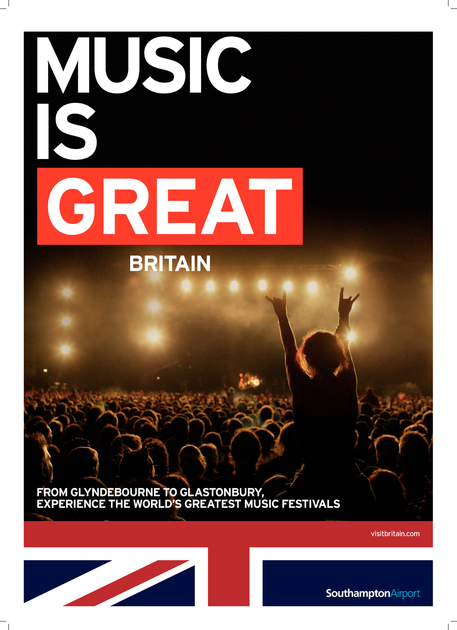 MUSIC
IS
GREAT
BRITAIN
FROM GLYNDEBOURNE TO GLASTONBURY,
EXPERIENCE THE WORLD'S GREATEST MUSIC FESTIVALS
visitbritain.com
SouthamptonAirport